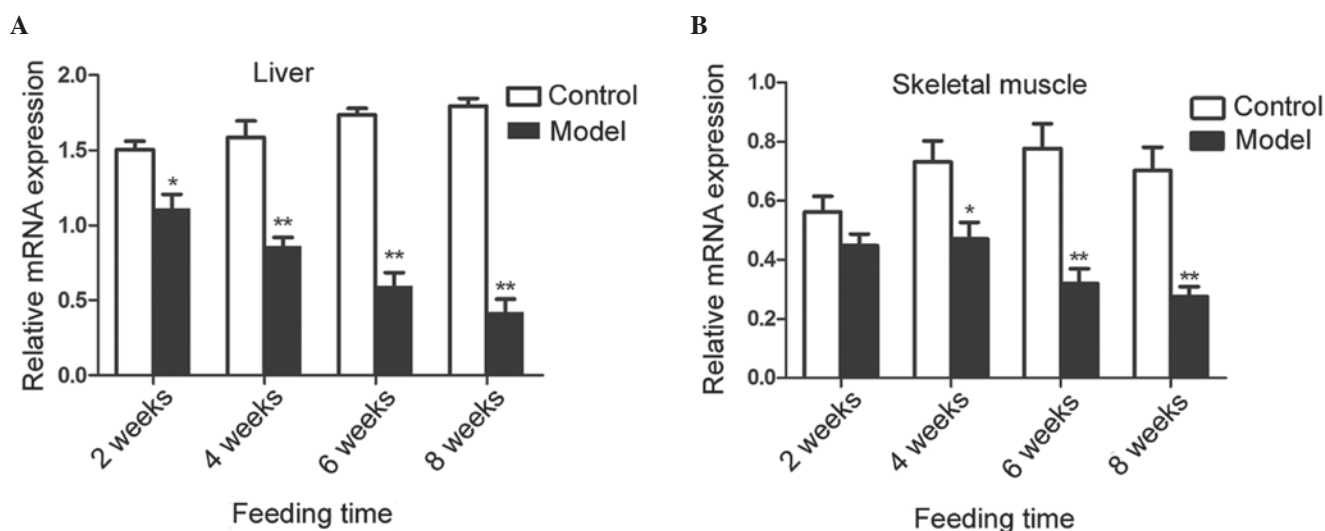 A
Liver
Relative mRNA expression
2.0
1.5
1.0
0.5
0.0
Control
Model
*
**
**
**
2 weeks
4 weeks
6 weeks
8 weeks
Feeding time
B
Skeletal muscle
Relative mRNA expression
1.0
0.8
0.6
0.4
0.2
0.0
Control
Model
*
**
**
2 weeks
4 weeks
6 weeks
8 weeks
Feeding time